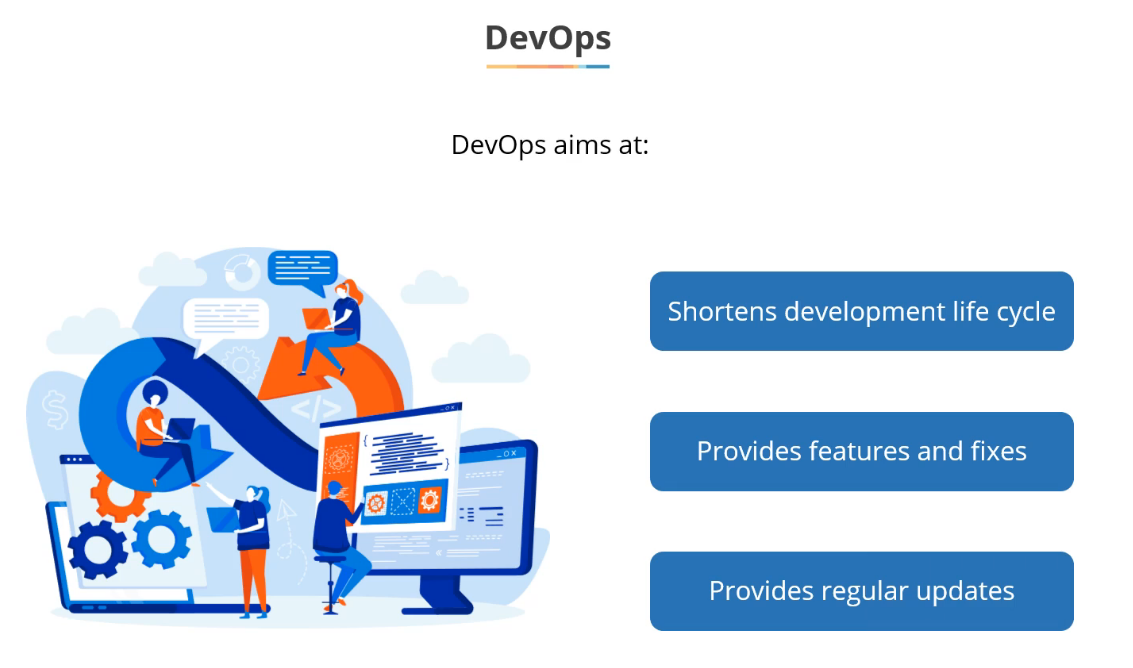 DevOps
DevOps aims at:
Shortens development life cycle
Provides features and fixes
Provides regular updates